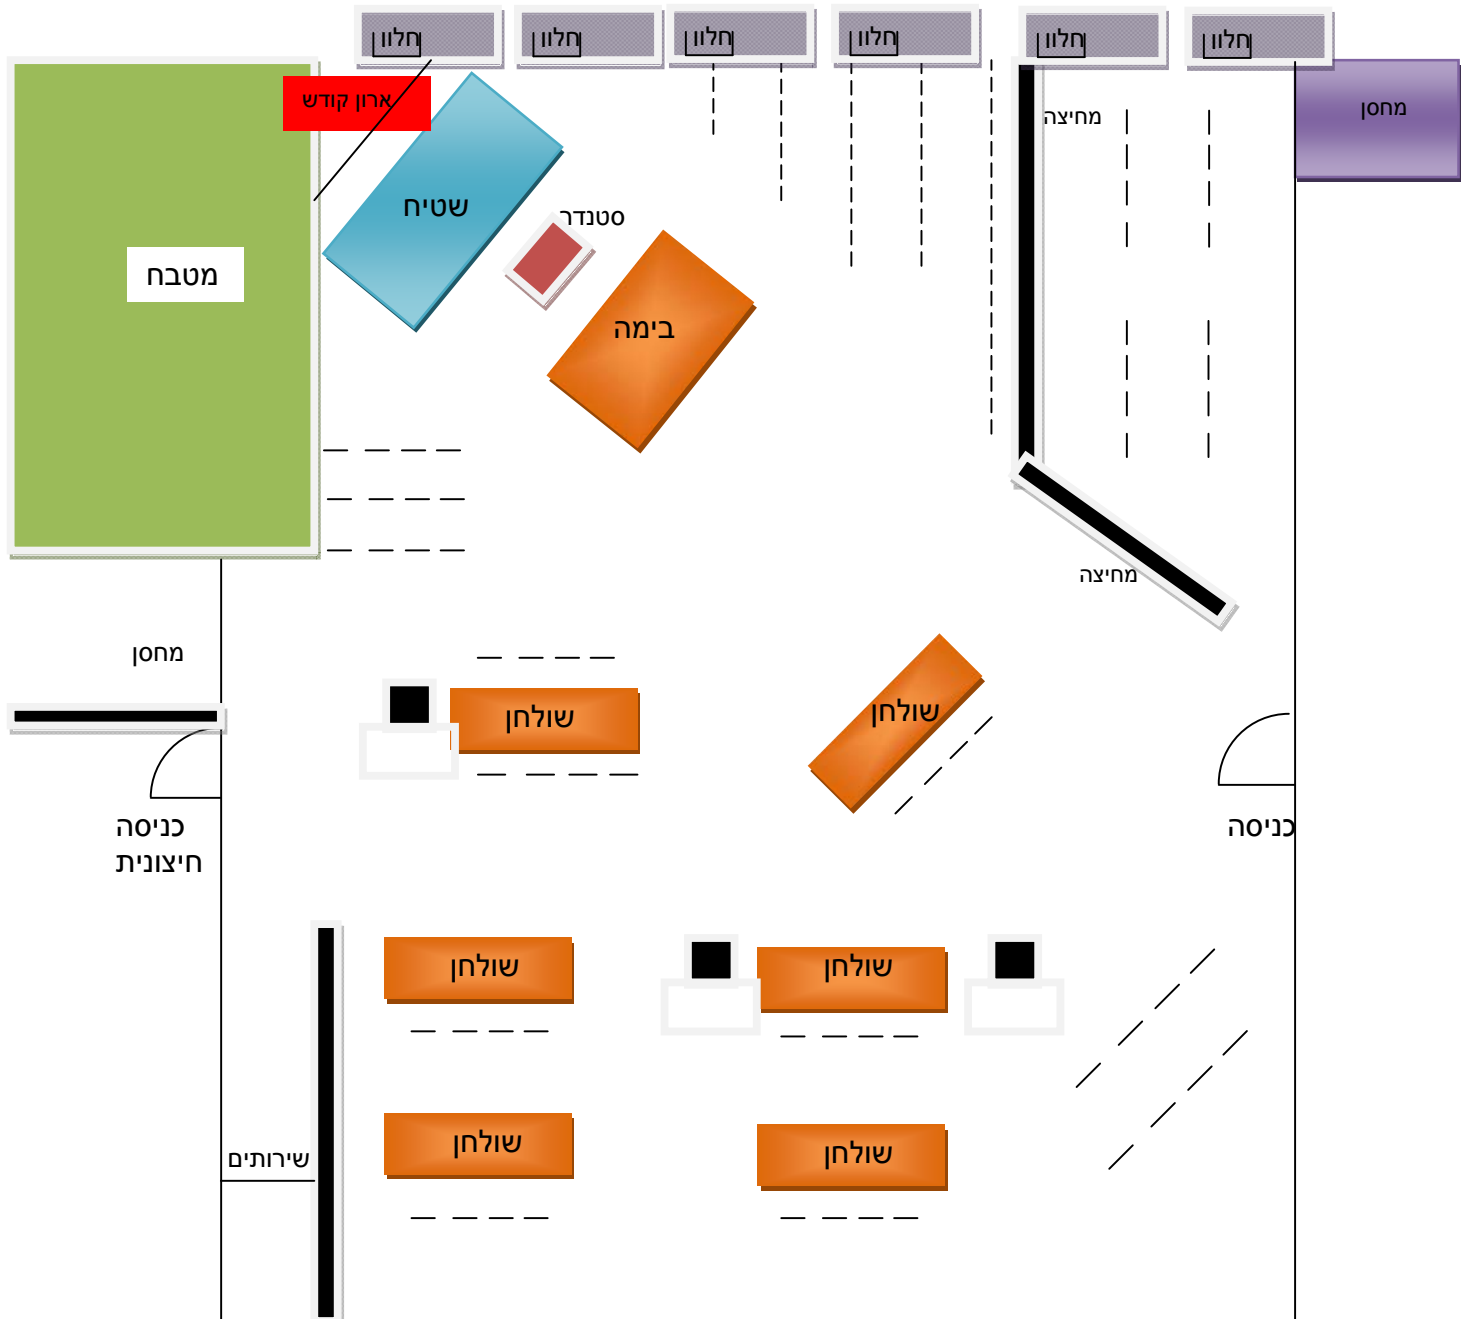 חלון
חלון
חלון
חלון
חלון
חלון
ארון קודש
מחיצה
מחסן
שטיח
סטנדר
מטבח
בימה
מחיצה
מחסן
שולחן
שולחן
כניסה
חיצונית
כניסה
שולחן
שולחן
שולחן
שולחן
שירותים